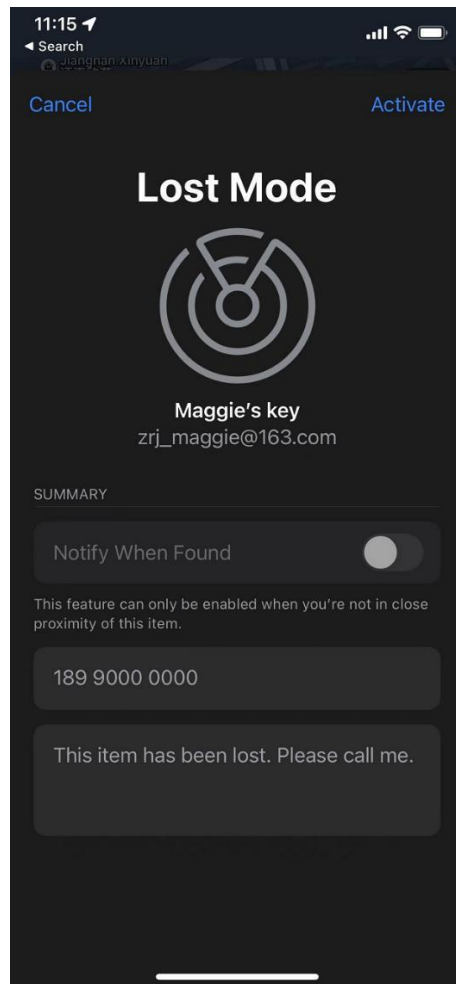 11:15
◀ Search
Jiangnan Xinyuan
Cancel
Activate
Lost Mode
Maggie’s key
zrj_maggie@163.com
SUMMARY
Notify When Found
This feature can only be enabled when you’re not in close
proximity of this item.
189 9000 0000
This item has been lost. Please call me.